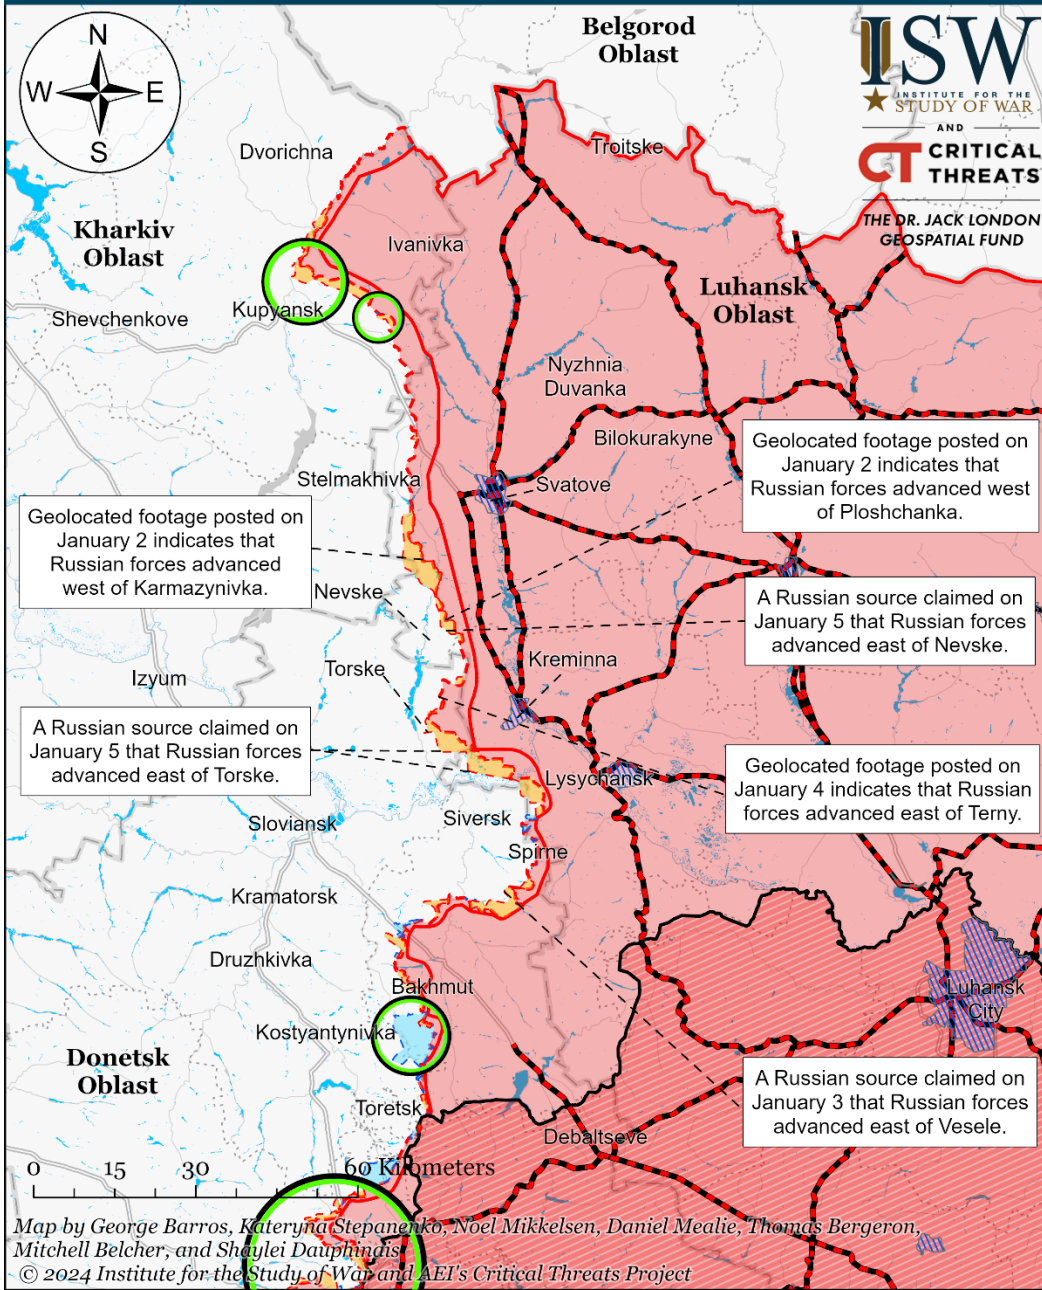 N
W
E
S
Belgorod
Oblast
ISW
INSTITUTE FOR THE
STUDY OF WAR
AND
CT CRITICAL
THREATS
THE DR. JACK LONDON
GEOSPATIAL FUND
Dvorichna
Troitske
Kharkiv
Oblast
Ivanivka
Luhansk
Oblast
Kupyansk
Shevchenkove
Nyzhnia
Duvanka
Bilokurakyne
Geolocated footage posted on
January 2 indicates that
Russian forces advanced west
of Ploshchanka.
Stelmakhivka
Svatove
Geolocated footage posted on
January 2 indicates that
Russian forces advanced
west of Karmazynivka.
Nevske
A Russian source claimed on
January 5 that Russian forces
advanced east of Nevske.
Torske
Kreminna
Izyum
A Russian source claimed on
January 5 that Russian forces
advanced east of Torske.
Lysychansk
Geolocated footage posted on
January 4 indicates that Russian
forces advanced east of Terny.
Sloviansk
Siversk
Spirne
Kramatorsk
Druzhkivka
Bakhmut
Luhansk
City
Kostyantynivka
Donetsk
Oblast
A Russian source claimed on
January 3 that Russian forces
advanced east of Vesele.
Toretsk
Debaltseve
0 15 30 60 Kilometers
Map by George Barros, Kateryna Stepanenko, Noel Mikkelsen, Daniel Mealie, Thomas Bergeron,
Mitchell Belcher, and Shaylei Dauphinais
© 2024 Institute for the Study of War and AEI's Critical Threats Project